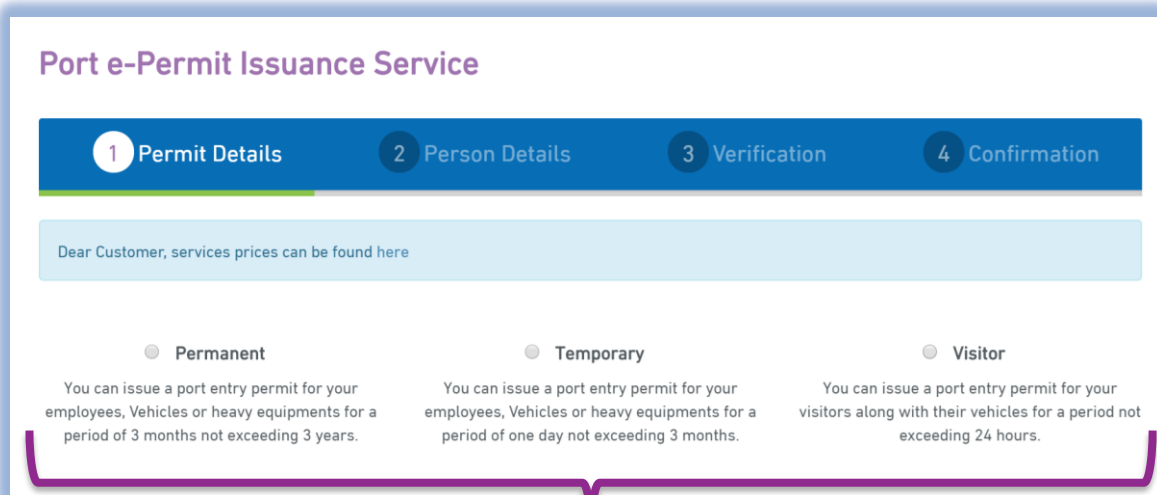 Port e-Permit Issuance Service
1 Permit Details 2 Person Details 3 Verification 4 Confirmation
Dear Customer, services prices can be found here
Permanent
You can issue a port entry permit for your
employees, Vehicles or heavy equipments for a
period of 3 months not exceeding 3 years.
Temporary
You can issue a port entry permit for your
employees, Vehicles or heavy equipments for a
period of one day not exceeding 3 months.
Visitor
You can issue a port entry permit for your
visitors along with their vehicles for a period not
exceeding 24 hours.